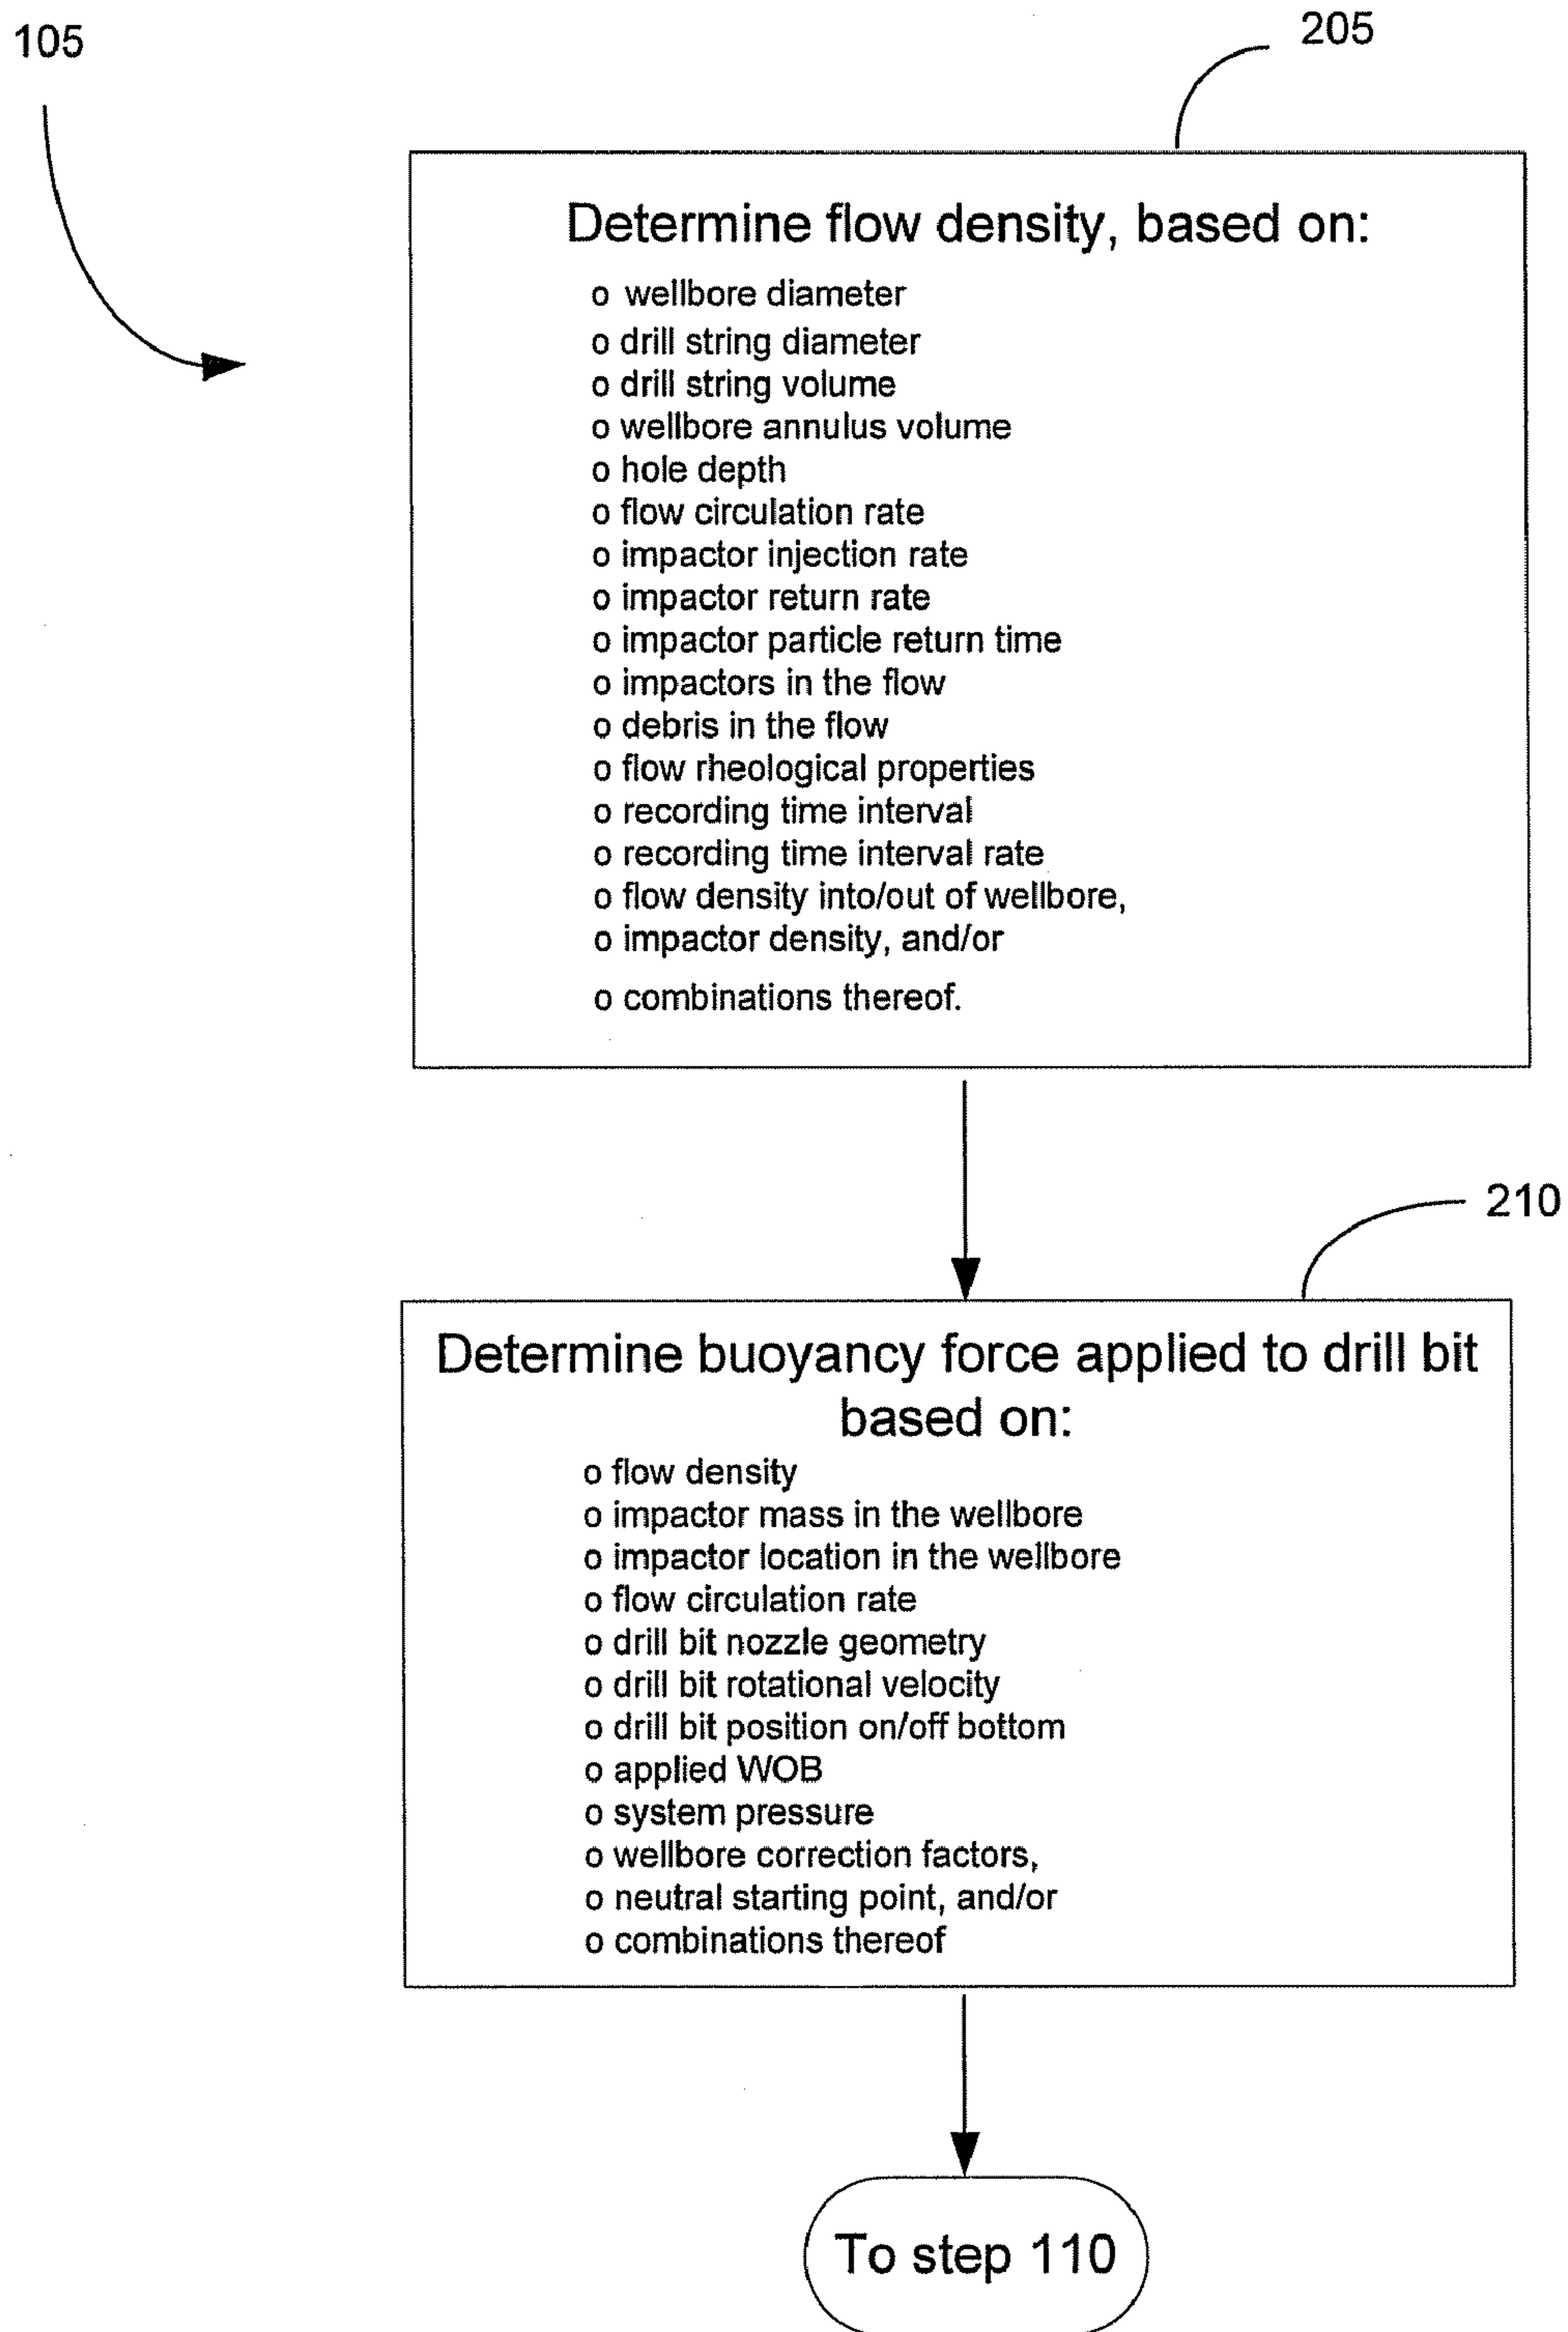 105
205
Determine flow density, based on:
o wellbore diameter
o drill string diameter
o drill string volume
o wellbore annulus volume
o hole depth
o flow circulation rate
o impactor injection rate
o impactor return rate
o impactor particle return time
o impactors in the flow
o debris in the flow
o flow rheological properties
o recording time interval
o recording time interval rate
o flow density into/out of wellbore,
o impactor density, and/or
o combinations thereof.
210
Determine buoyancy force applied to drill bit
based on:
o flow density
o impactor mass in the wellbore
o impactor location in the wellbore
o flow circulation rate
o drill bit nozzle geometry
o drill bit rotational velocity
o drill bit position on/off bottom
o applied WOB
o system pressure
o wellbore correction factors,
o neutral starting point, and/or
o combinations thereof
To step 110